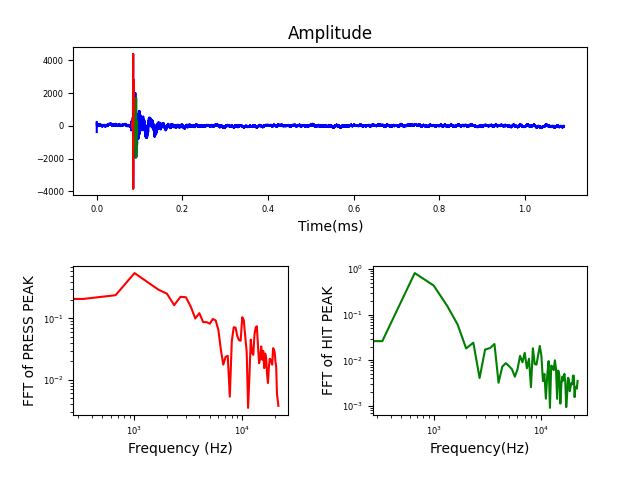 Amplitude
4000
2000
0
−2000
−4000
0.0 0.2 0.4 0.6 0.8 1.0
Time(ms)
FFT of PRESS PEAK
10⁻¹
10⁻²
10³ 10⁴
Frequency (Hz)
FFT of HIT PEAK
10⁰
10⁻¹
10⁻²
10⁻³
10³ 10⁴
Frequency(Hz)